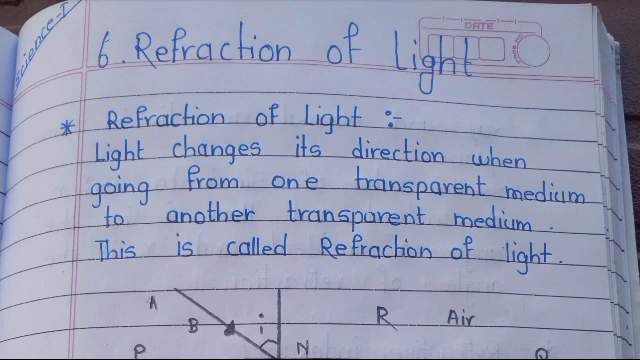 Science-I
DATE
6. Refraction of Light
* Refraction of Light :-
Light changes its direction when
going from one transparent medium
to another transparent medium.
This is called Refraction of light.
A
B i R Air
P N Q